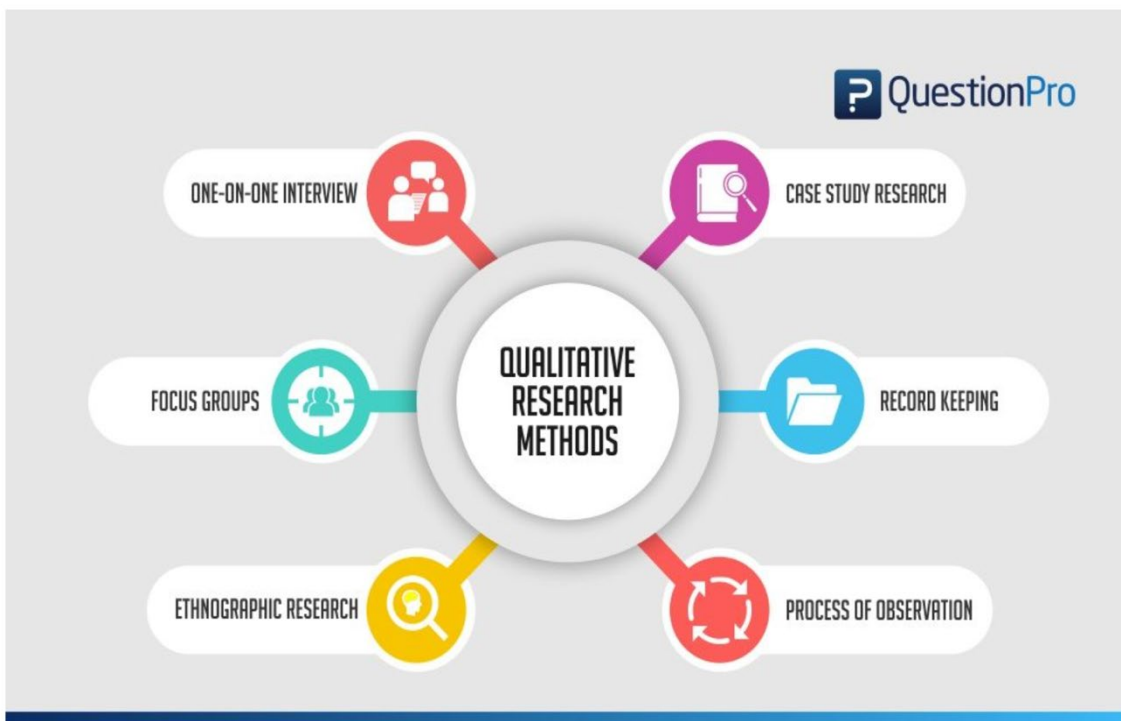 QuestionPro
ONE-ON-ONE INTERVIEW
CASE STUDY RESEARCH
FOCUS GROUPS
QUALITATIVE
RESEARCH
METHODS
RECORD KEEPING
ETHNOGRAPHIC RESEARCH
PROCESS OF OBSERVATION